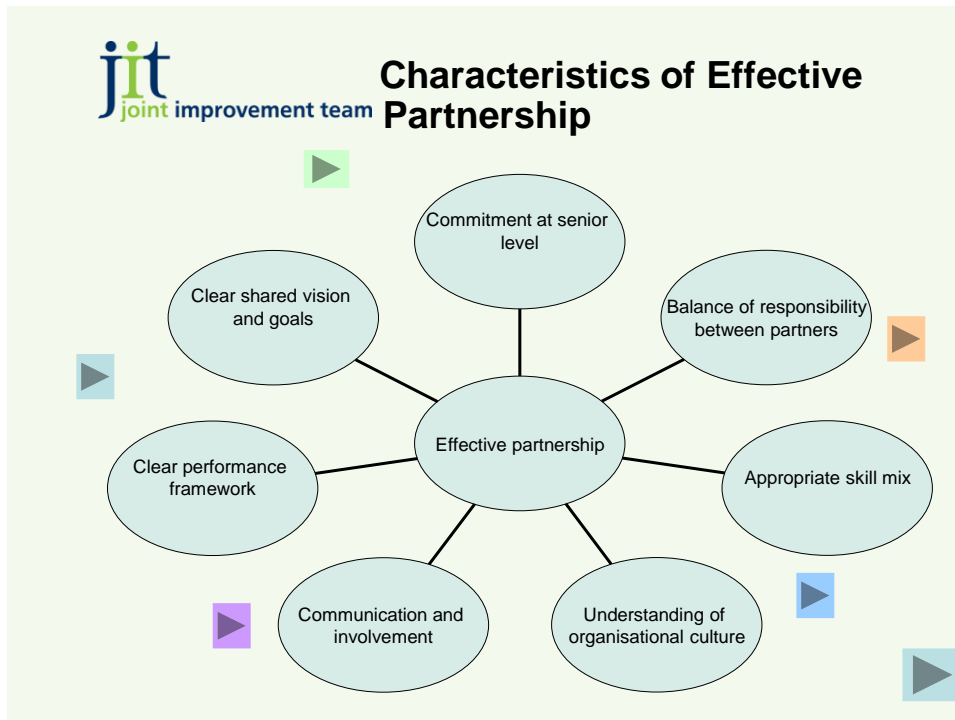 jit
joint improvement team
Characteristics of Effective
Partnership
Commitment at senior
level
Clear shared vision
and goals
Balance of responsibility
between partners
Effective partnership
Clear performance
framework
Appropriate skill mix
Communication and
involvement
Understanding of
organisational culture